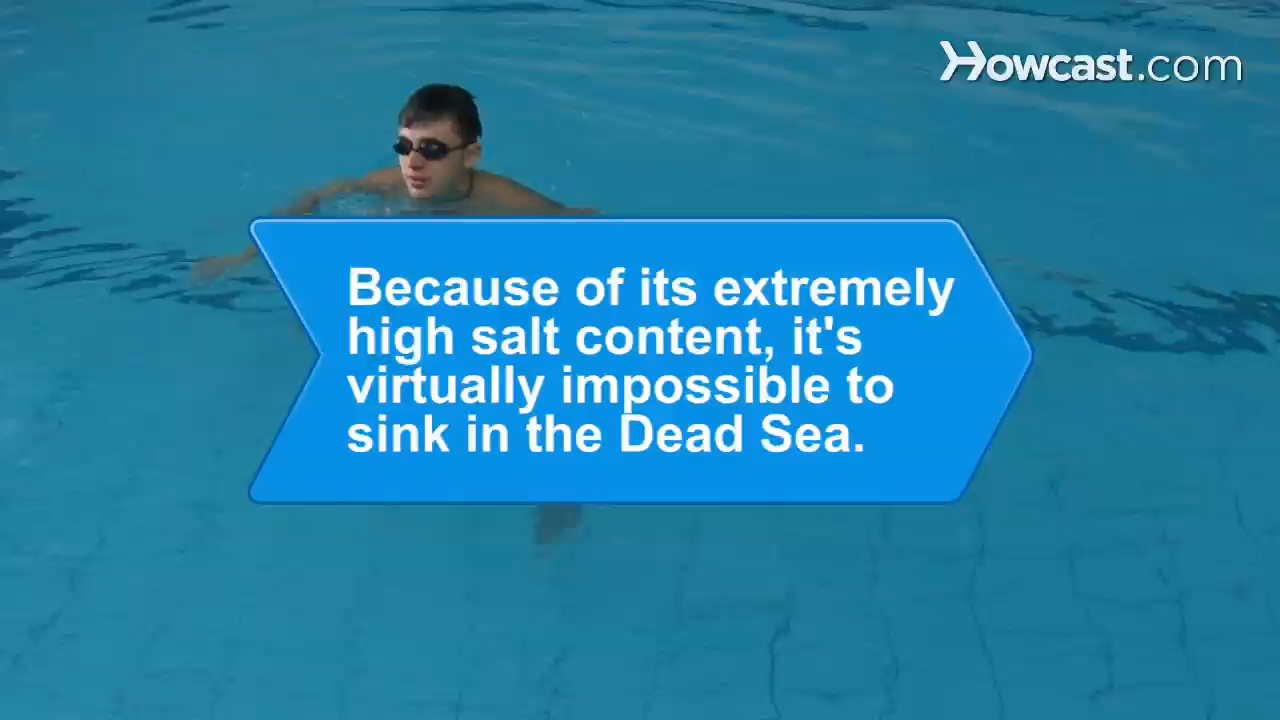 Howcast.com
Because of its extremely
high salt content, it's
virtually impossible to
sink in the Dead Sea.